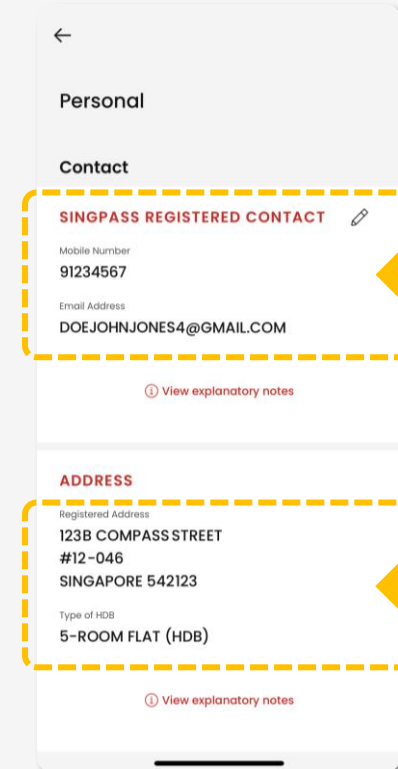 Personal
Contact
SINGPASS REGISTERED CONTACT
Mobile Number
91234567
Email Address
DOEJOHNJONES4@GMAIL.COM
View explanatory notes
ADDRESS
Registered Address
123B COMPASS STREET
#12-046
SINGAPORE 542123
Type of HDB
5-ROOM FLAT (HDB)
View explanatory notes